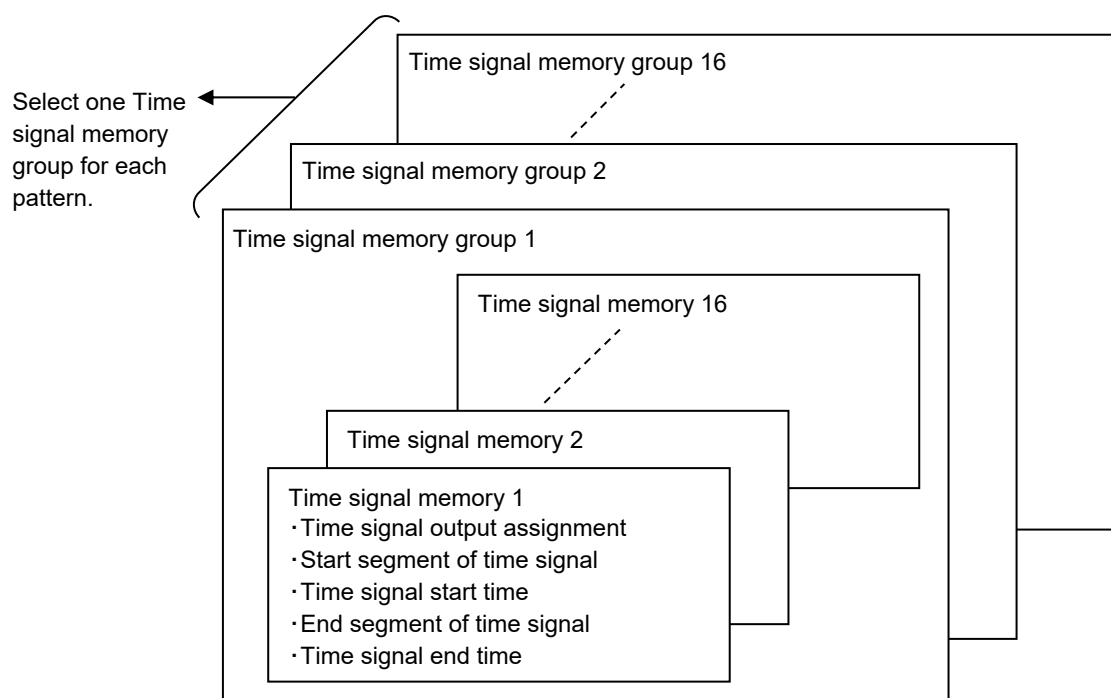 Time signal memory group 16
Select one Time
signal memory
group for each
pattern.
Time signal memory group 2
Time signal memory group 1
Time signal memory 16
Time signal memory 2
Time signal memory 1
･Time signal output assignment
･Start segment of time signal
･Time signal start time
･End segment of time signal
･Time signal end time